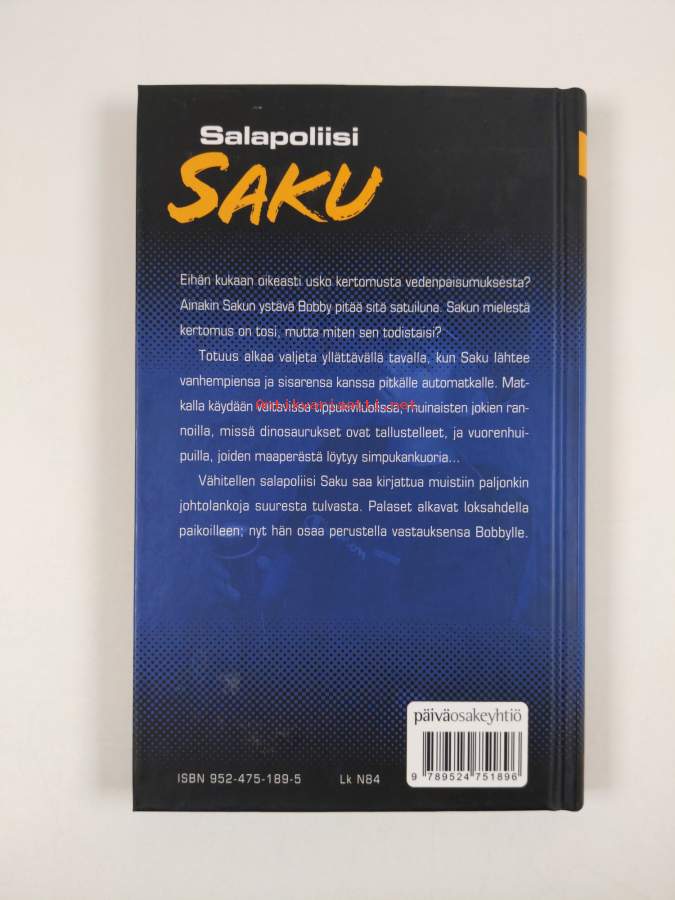 Salapoliisi
SAKU
Eihän kukaan oikeasti usko kertomusta vedenpaisumuksesta?
Ainakin Sakun ystävä Bobby pitää sitä satuiluna. Sakun mielestä
kertomus on tosi, mutta miten sen todistaisi?
Totuus alkaa valjeta yllättävällä tavalla, kun Saku lähtee
vanhempiensa ja sisarensa kanssa pitkälle automatkalle. Mat-
kalla käydään valtavissa tippukiviluolissa, muinaisten jokien ran-
Antikvariaatti.net
noilla, missä dinosaurukset ovat tallustelleet, ja vuorenhui-
puilla, joiden maaperästä löytyy simpukankuoria...
Vähitellen salapoliisi Saku saa kirjattua muistiin paljonkin
johtolankoja suuresta tulvasta. Palaset alkavat loksahdella
paikoilleen; nyt hän osaa perustella vastauksensa Bobbylle.
päiväosakeyhtiö
ISBN 952-475-189-5 Lk N84
9 789524 751896